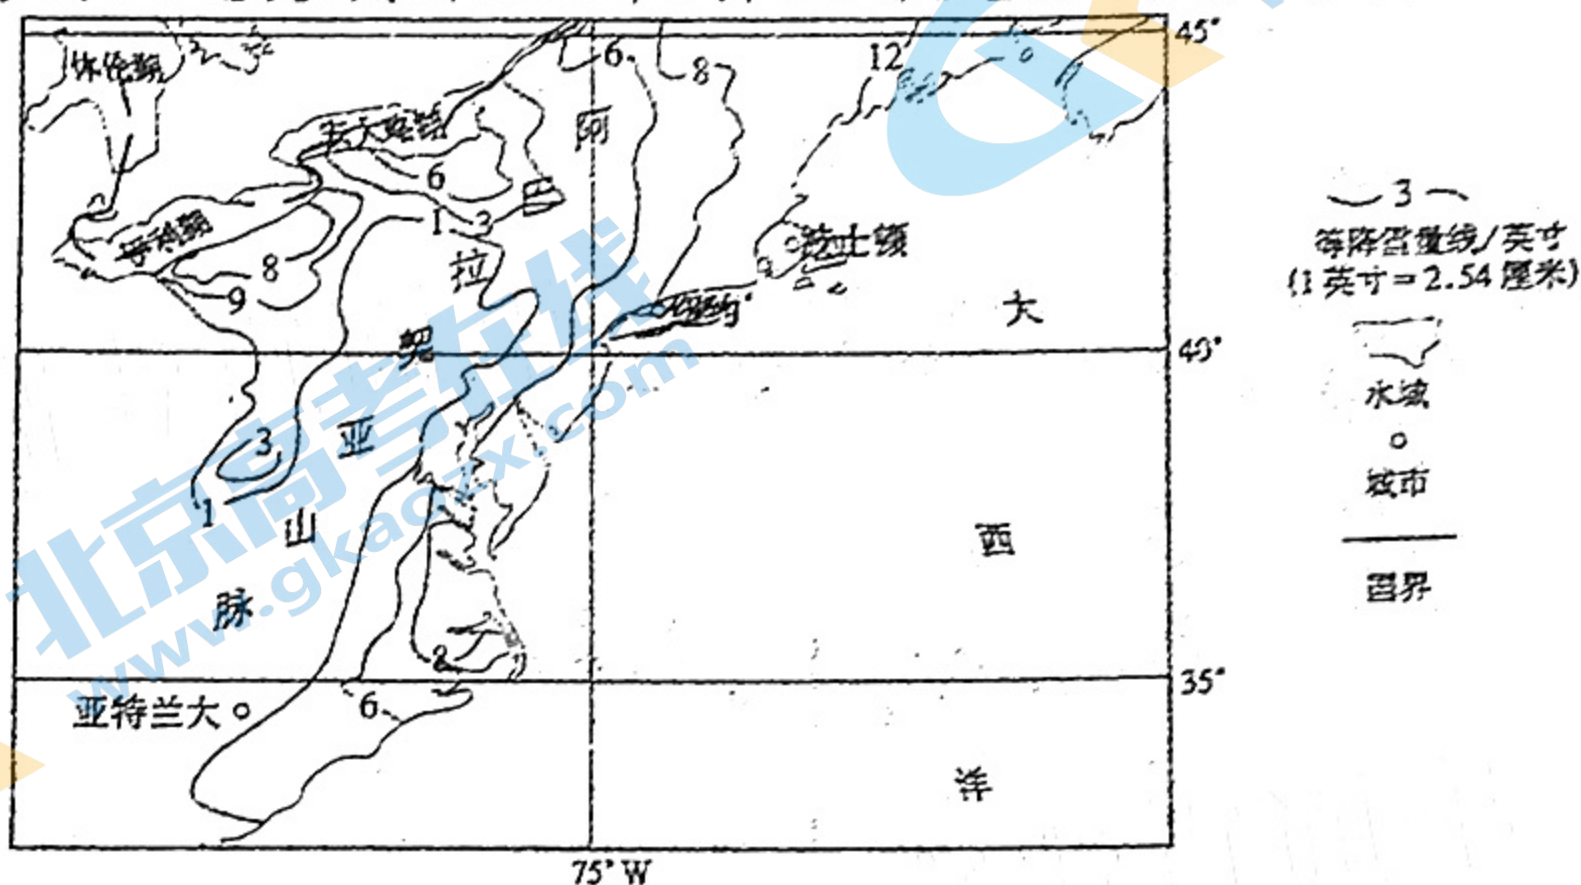 45°
休伦湖
6
8
12
安大略湖
阿
6
巴
3
1
3
拉
波士顿
等降雪量线/英寸
(1英寸=2.54厘米)
伊利湖
8
9
纽约
大
契
40°
水域
3
亚
城市
1
山
西
国界
脉
2
35°
亚特兰大
6
洋
75°W
北京高考在线
www.gkaozx.com